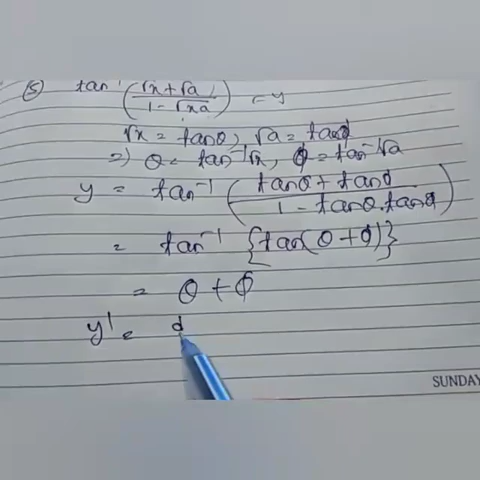 (5) tan⁻¹ (√x+√a / 1-√xa) = y
√x = tanθ, √a = tanϕ
=> θ = tan⁻¹√x, ϕ = tan⁻¹√a
y = tan⁻¹ (tanθ + tanϕ / 1 - tanθ.tanϕ)
= tan⁻¹ {tan(θ+ϕ)}
= θ + ϕ
y' = d
SUNDAY